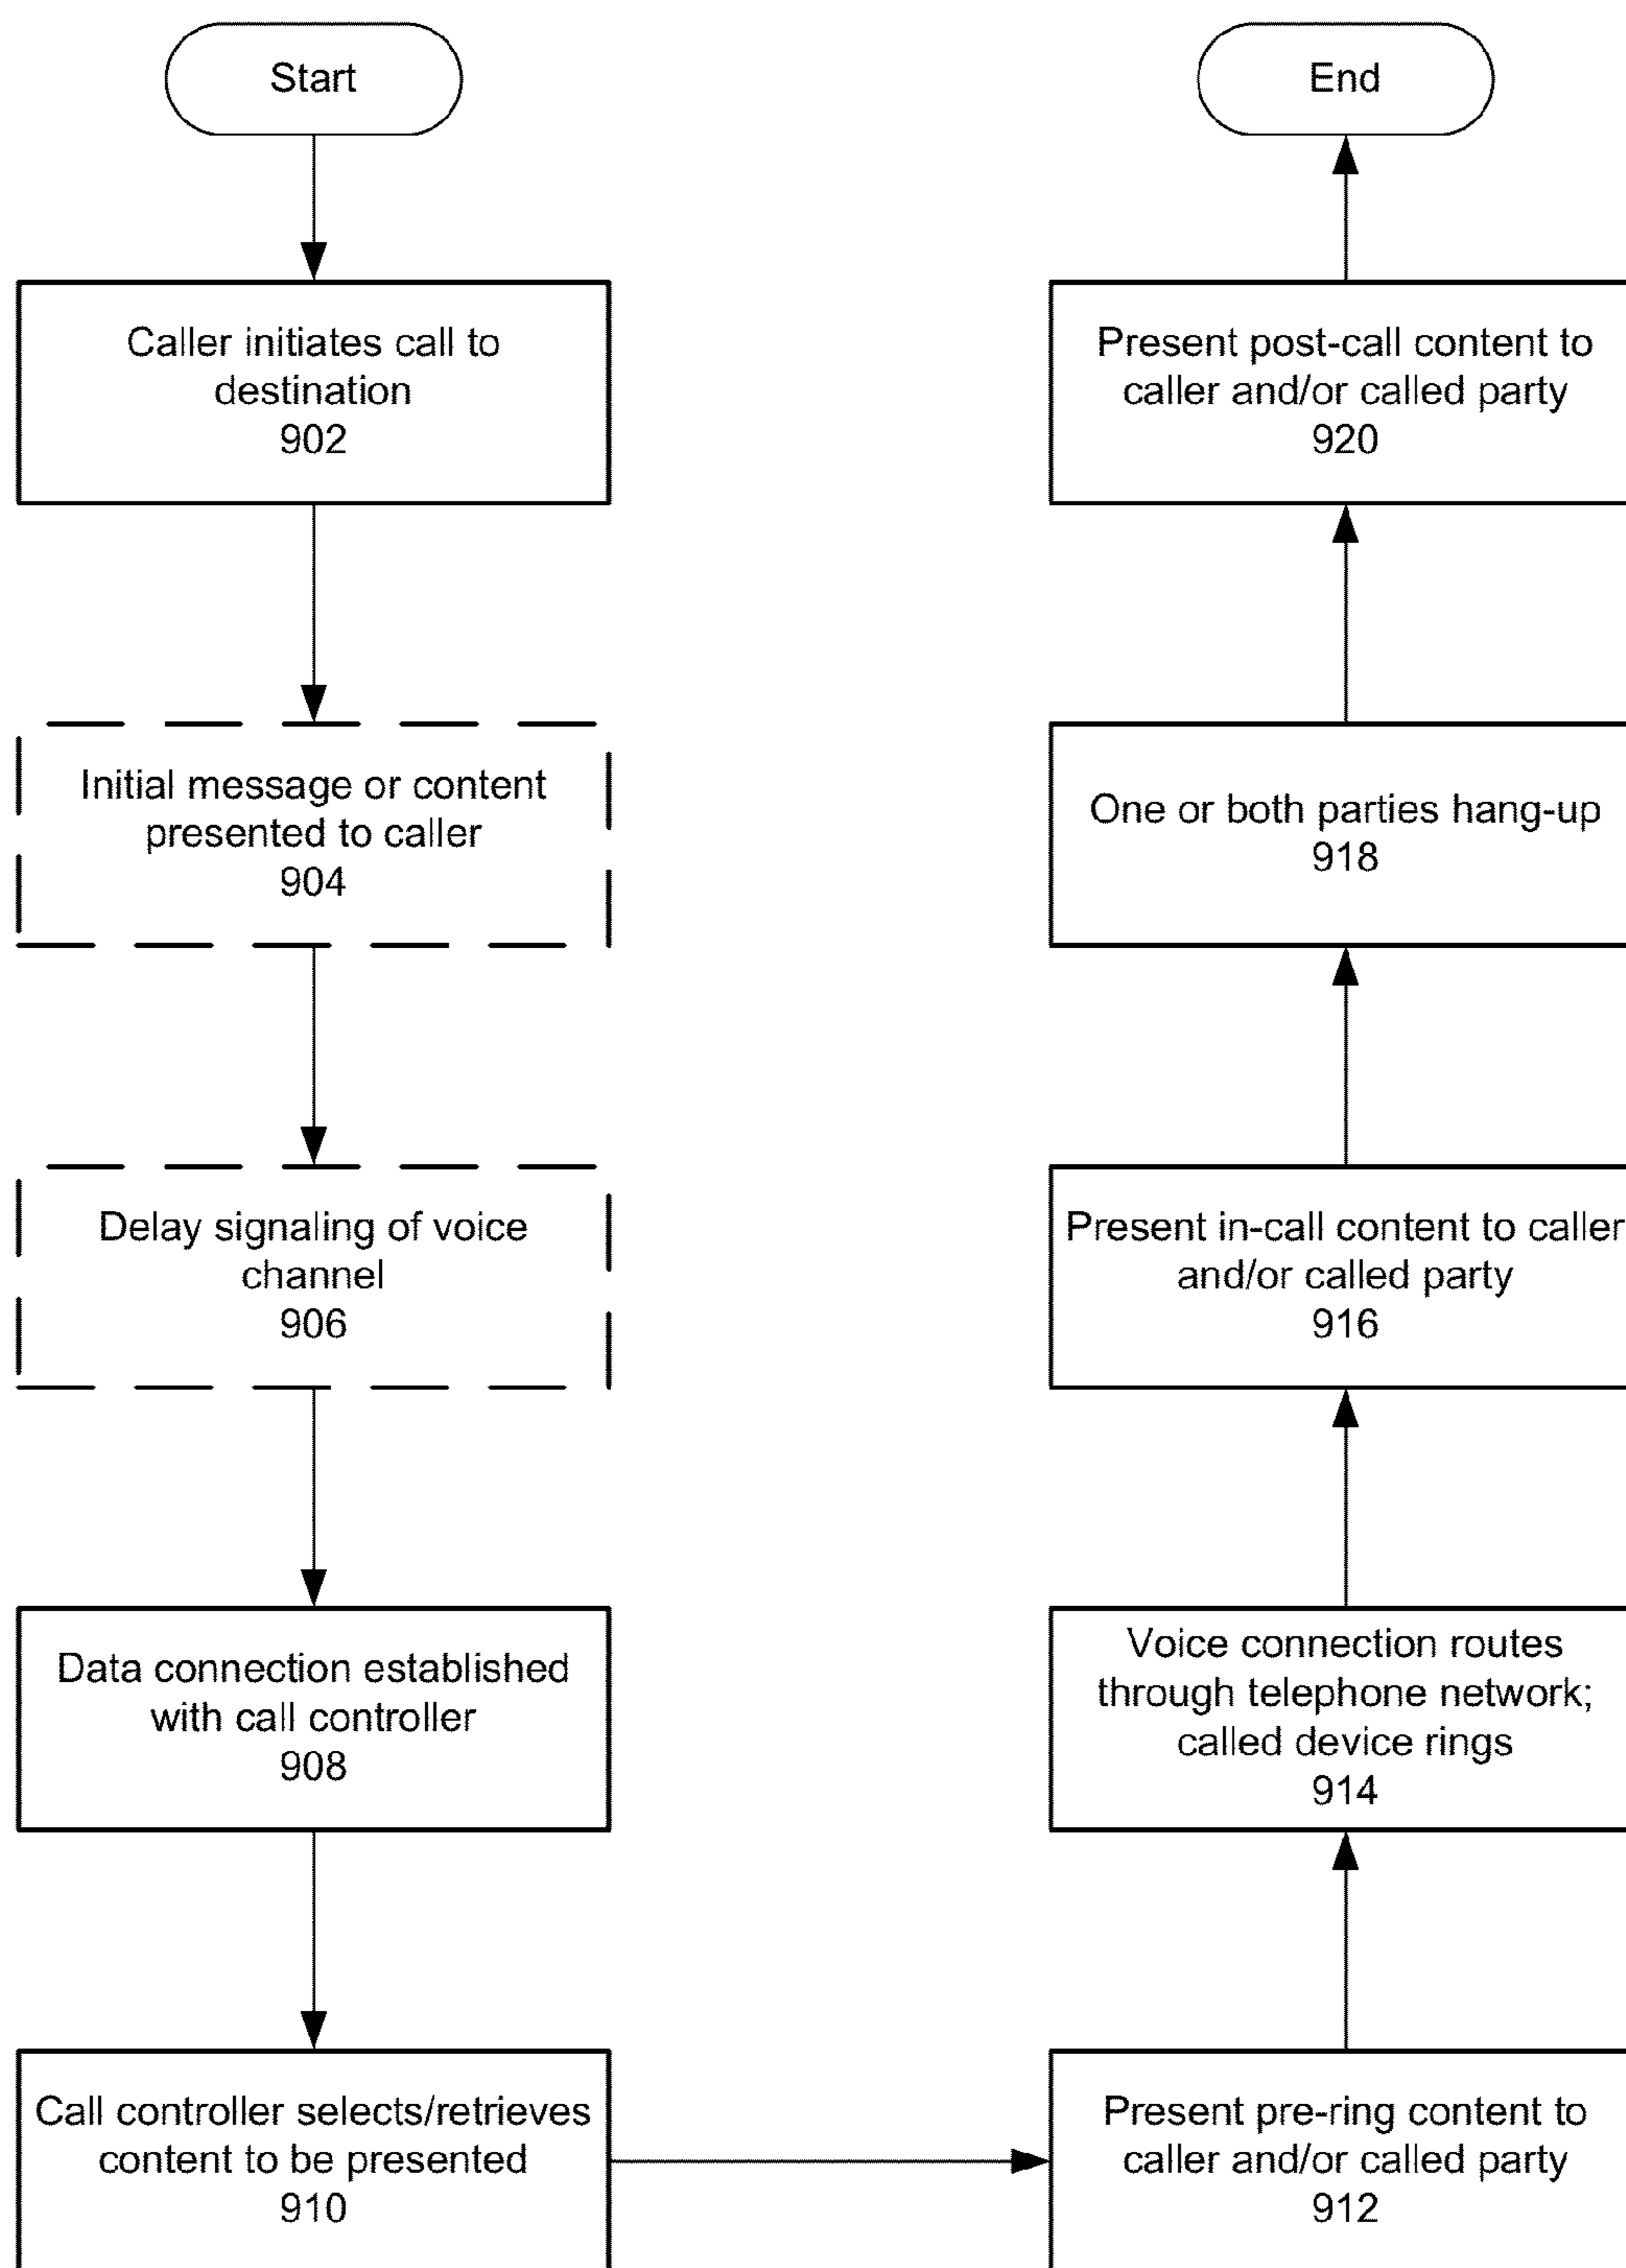 Start
Caller initiates call to
destination
902
Initial message or content
presented to caller
904
Delay signaling of voice
channel
906
Data connection established
with call controller
908
Call controller selects/retrieves
content to be presented
910
Present pre-ring content to
caller and/or called party
912
Voice connection routes
through telephone network;
called device rings
914
Present in-call content to caller
and/or called party
916
One or both parties hang-up
918
Present post-call content to
caller and/or called party
920
End